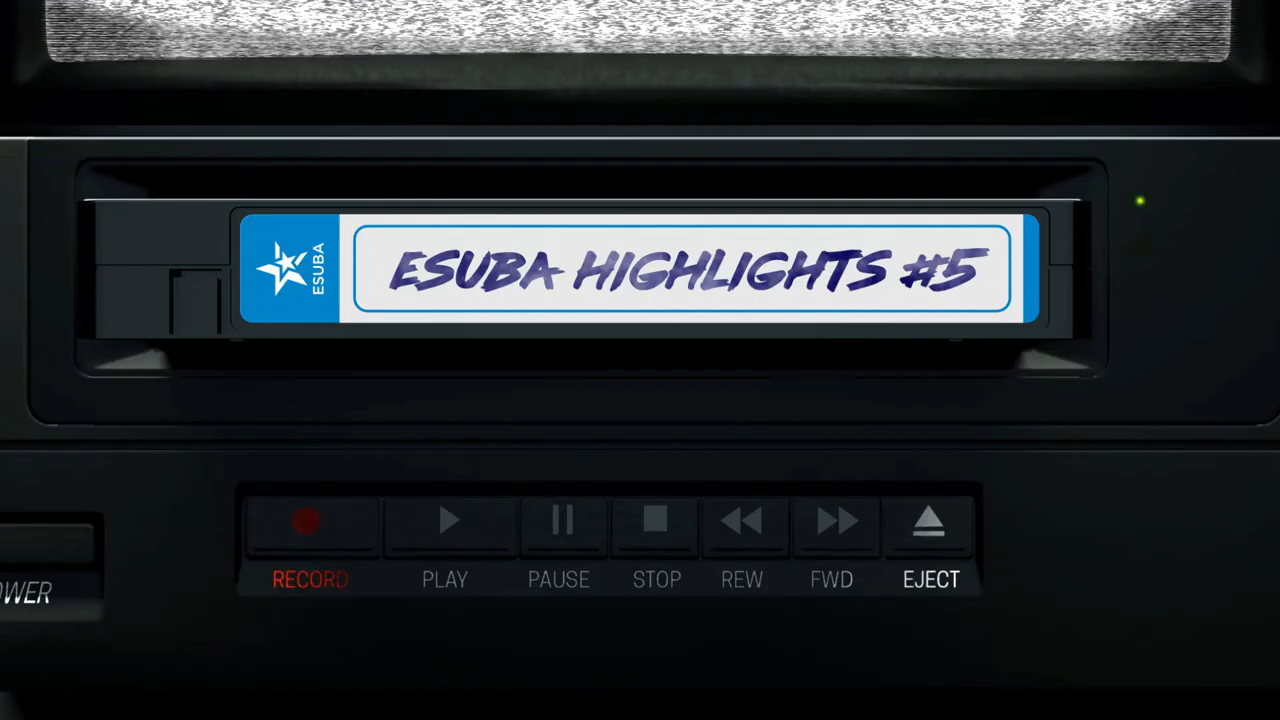 ESUBA
ESUBA HIGHLIGHTS #5
OWER
RECORD
PLAY
PAUSE
STOP
REW
FWD
EJECT